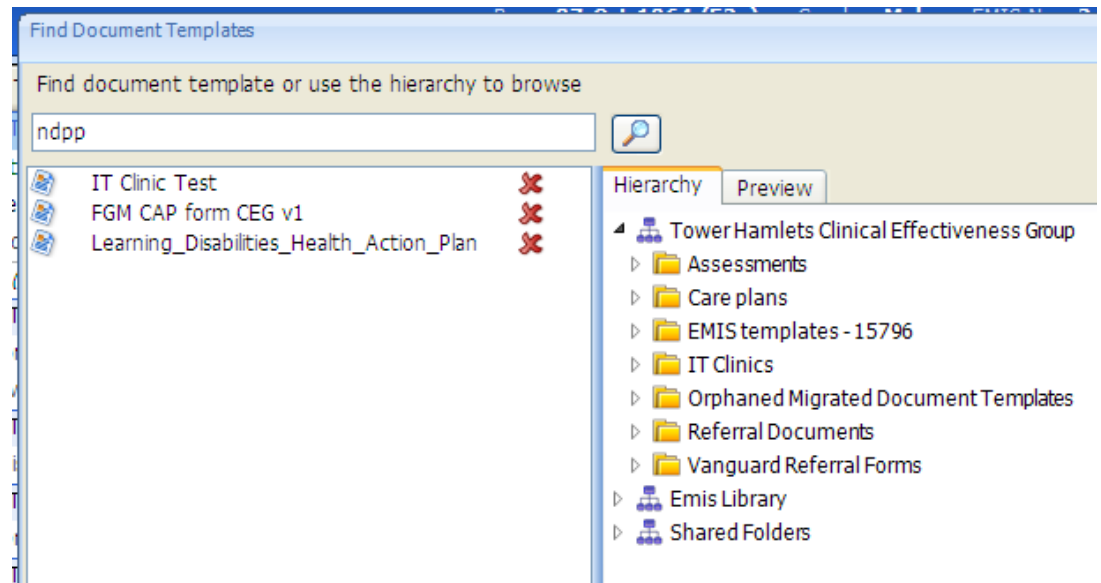 Find Document Templates
Find document template or use the hierarchy to browse
ndpp
IT Clinic Test
FGM CAP form CEG v1
Learning_Disabilities_Health_Action_Plan
Hierarchy
Preview
Tower Hamlets Clinical Effectiveness Group
Assessments
Care plans
EMIS templates - 15796
IT Clinics
Orphaned Migrated Document Templates
Referral Documents
Vanguard Referral Forms
Emis Library
Shared Folders